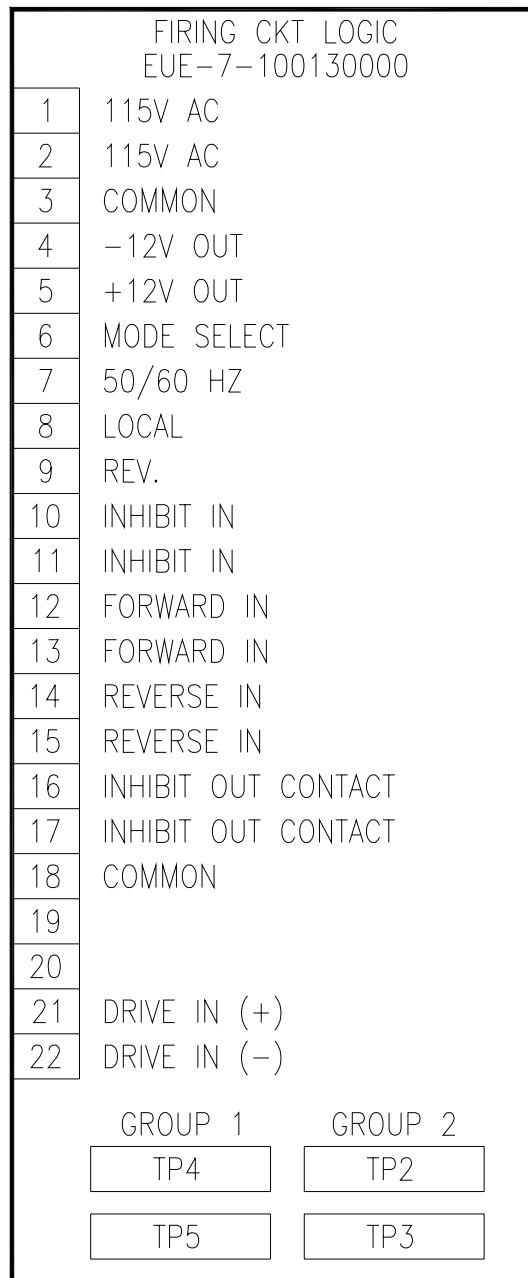 FIRING CKT LOGIC
EUE-7-100130000
1 115V AC
2 115V AC
3 COMMON
4 -12V OUT
5 +12V OUT
6 MODE SELECT
7 50/60 HZ
8 LOCAL
9 REV.
10 INHIBIT IN
11 INHIBIT IN
12 FORWARD IN
13 FORWARD IN
14 REVERSE IN
15 REVERSE IN
16 INHIBIT OUT CONTACT
17 INHIBIT OUT CONTACT
18 COMMON
19
20
21 DRIVE IN (+)
22 DRIVE IN (-)
GROUP 1 GROUP 2
TP4 TP2
TP5 TP3